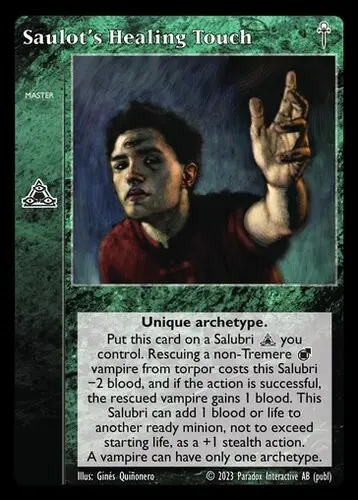 Saulot's Healing Touch
MASTER
Unique archetype.
Put this card on a Salubri you
control. Rescuing a non-Tremere
vampire from torpor costs this Salubri
−2 blood, and if the action is successful,
the rescued vampire gains 1 blood. This
Salubri can add 1 blood or life to
another ready minion, not to exceed
starting life, as a +1 stealth action.
A vampire can have only one archetype.
Illus: Ginés Quiñonero © 2023 Paradox Interactive AB (publ)